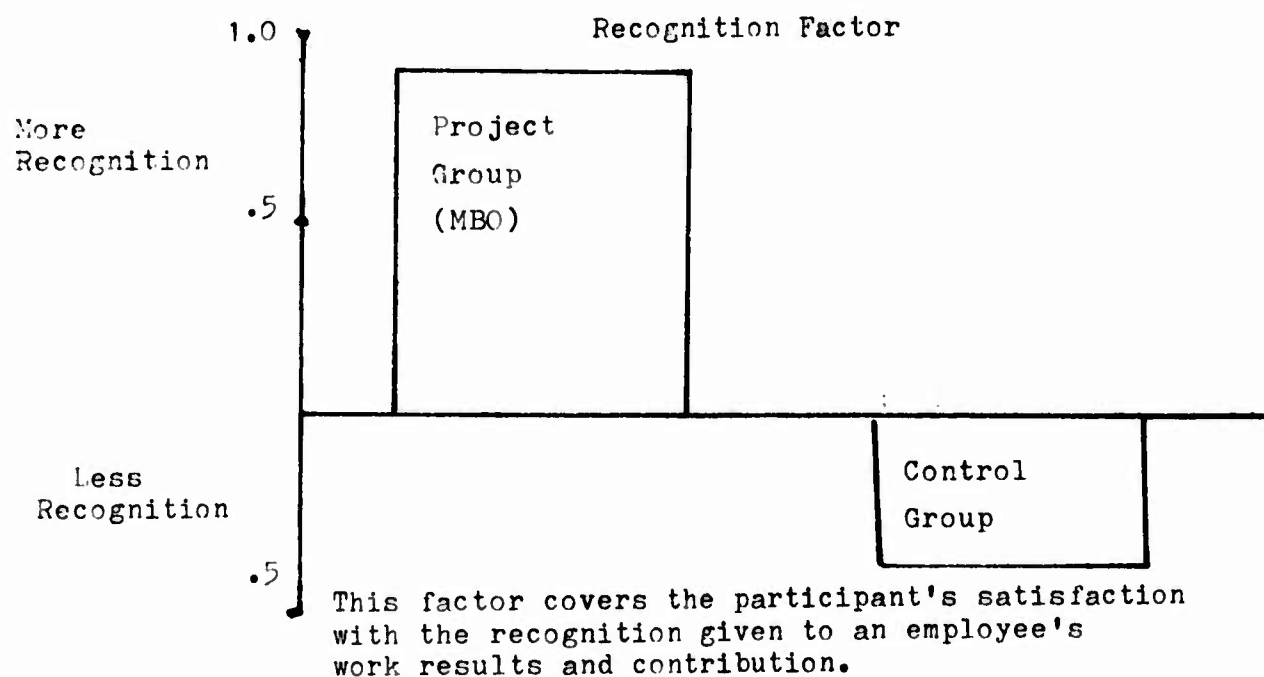 Recognition Factor
1.0
More
Recognition
.5
Project
Group
(MBO)
Less
Recognition
.5
Control
Group
This factor covers the participant's satisfaction
with the recognition given to an employee's
work results and contribution.